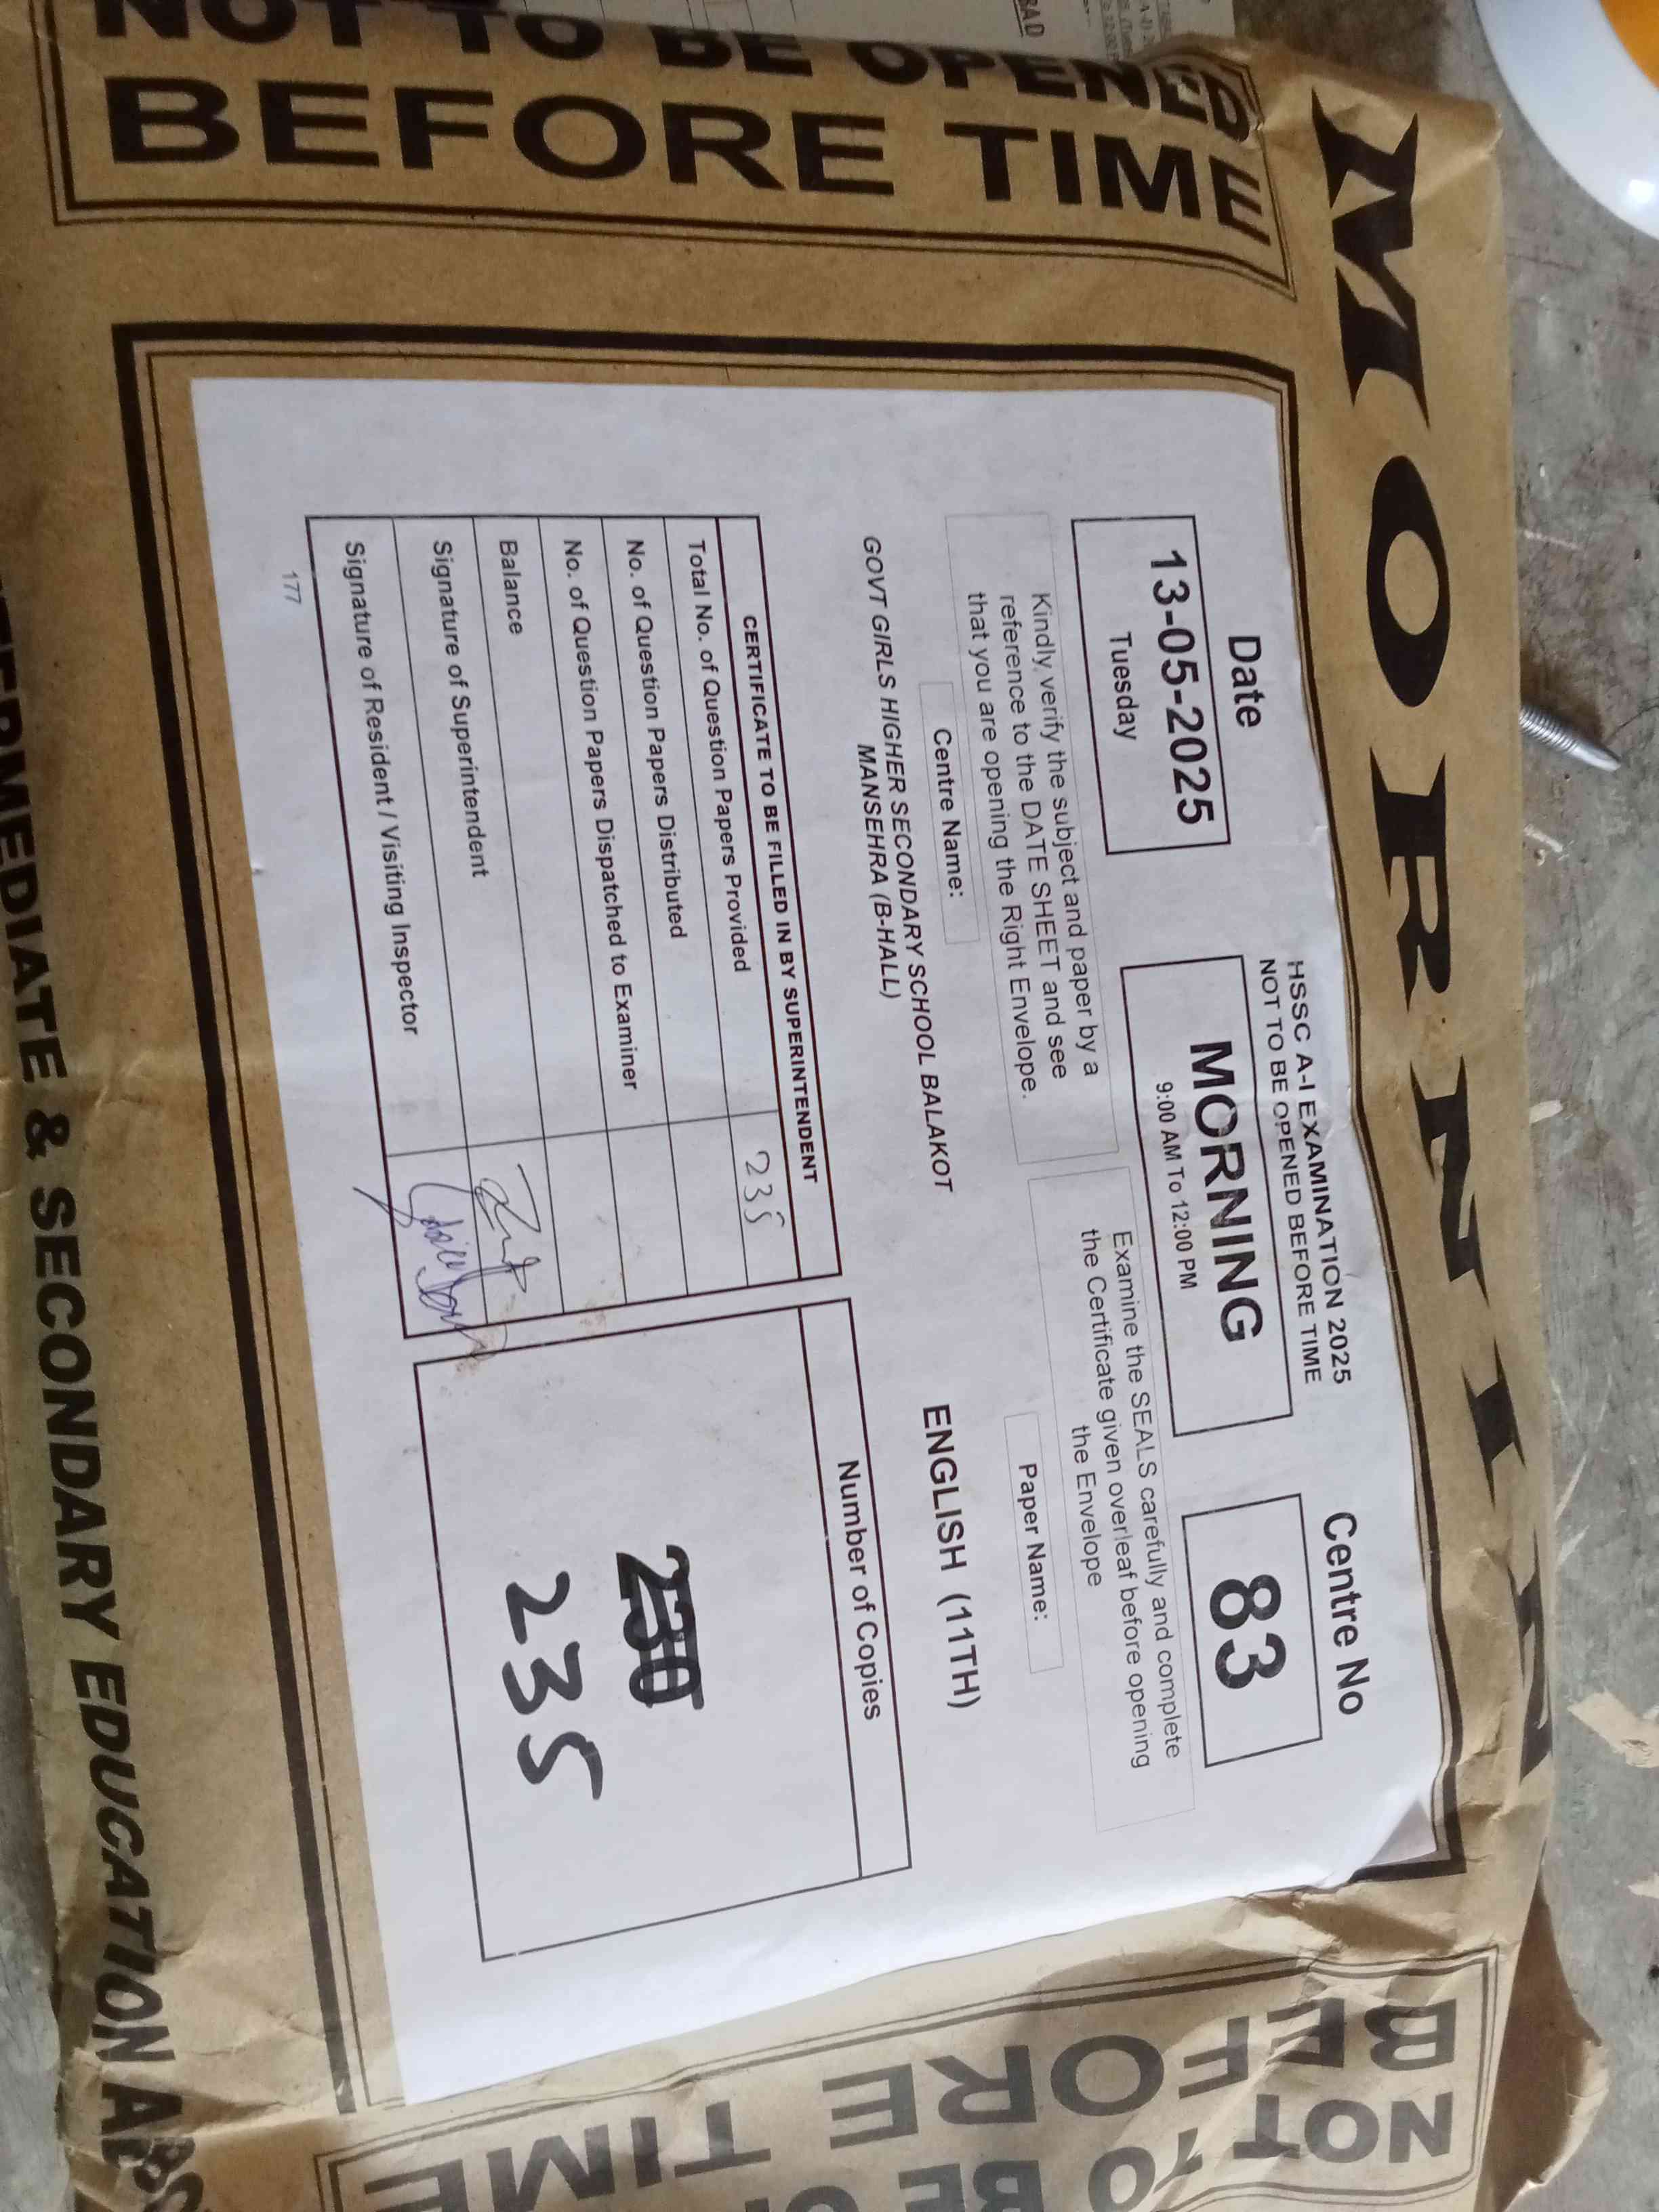 MORNIN
NOT TO BE OPENED
BEFORE TIME
HSSC A-I EXAMINATION 2025
NOT TO BE OPENED BEFORE TIME
Date
13-05-2025
Tuesday
MORNING
9:00 AM To 12:00 PM
Centre No
83
Kindly verify the subject and paper by a
reference to the DATE SHEET and see
that you are opening the Right Envelope.
Examine the SEALS carefully and complete
the Certificate given overleaf before opening
the Envelope
Centre Name:
GOVT GIRLS HIGHER SECONDARY SCHOOL BALAKOT
MANSEHRA (B-HALL)
Paper Name:
ENGLISH (11TH)
CERTIFICATE TO BE FILLED IN BY SUPERINTENDENT
Total No. of Question Papers Provided 235
No. of Question Papers Distributed
No. of Question Papers Dispatched to Examiner
Balance
Signature of Superintendent
Signature of Resident / Visiting Inspector
177
Number of Copies
230
235
TERMEDIATE & SECONDARY EDUCATION AB
NOT TO
BEFORE
TIME